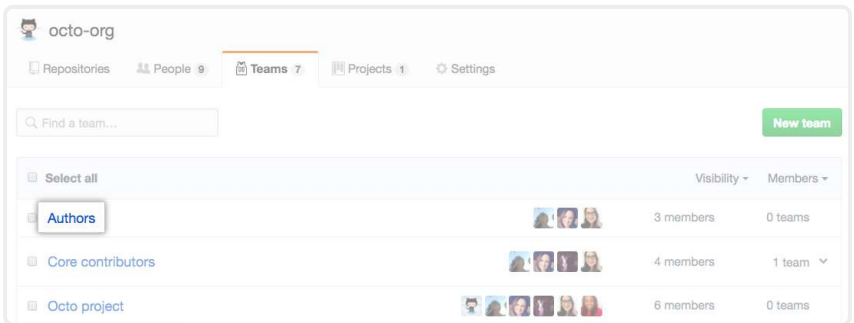 octo-org
Repositories People 9 Teams 7 Projects 1 Settings
Find a team... New team
Select all Visibility Members
Authors 3 members 0 teams
Core contributors 4 members 1 team
Octo project 6 members 0 teams